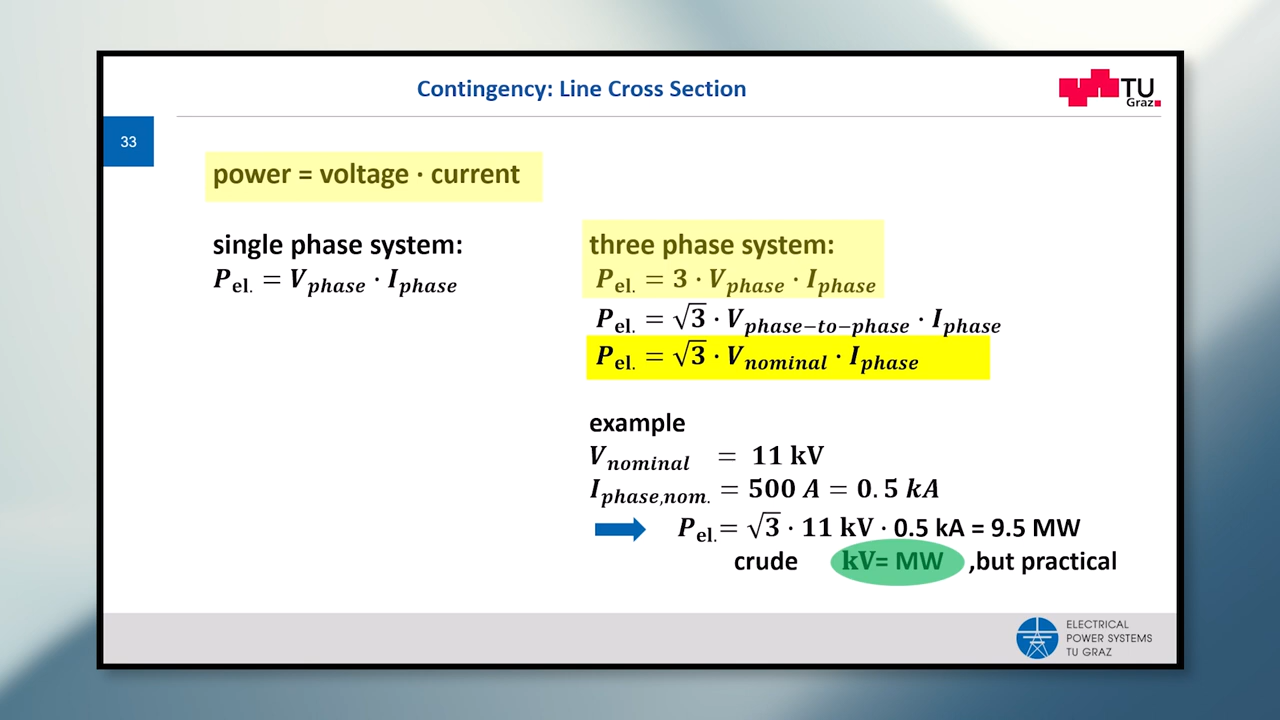 Contingency: Line Cross Section
TU
Graz
33
power = voltage · current
single phase system:
P_el. = V_phase · I_phase
three phase system:
P_el. = 3 · V_phase · I_phase
P_el. = √3 · V_phase−to−phase · I_phase
P_el. = √3 · V_nominal · I_phase
example
V_nominal = 11 kV
I_phase,nom. = 500 A = 0.5 kA
P_el. = √3 · 11 kV · 0.5 kA = 9.5 MW
crude kV= MW ,but practical
ELECTRICAL
POWER SYSTEMS
TU GRAZ